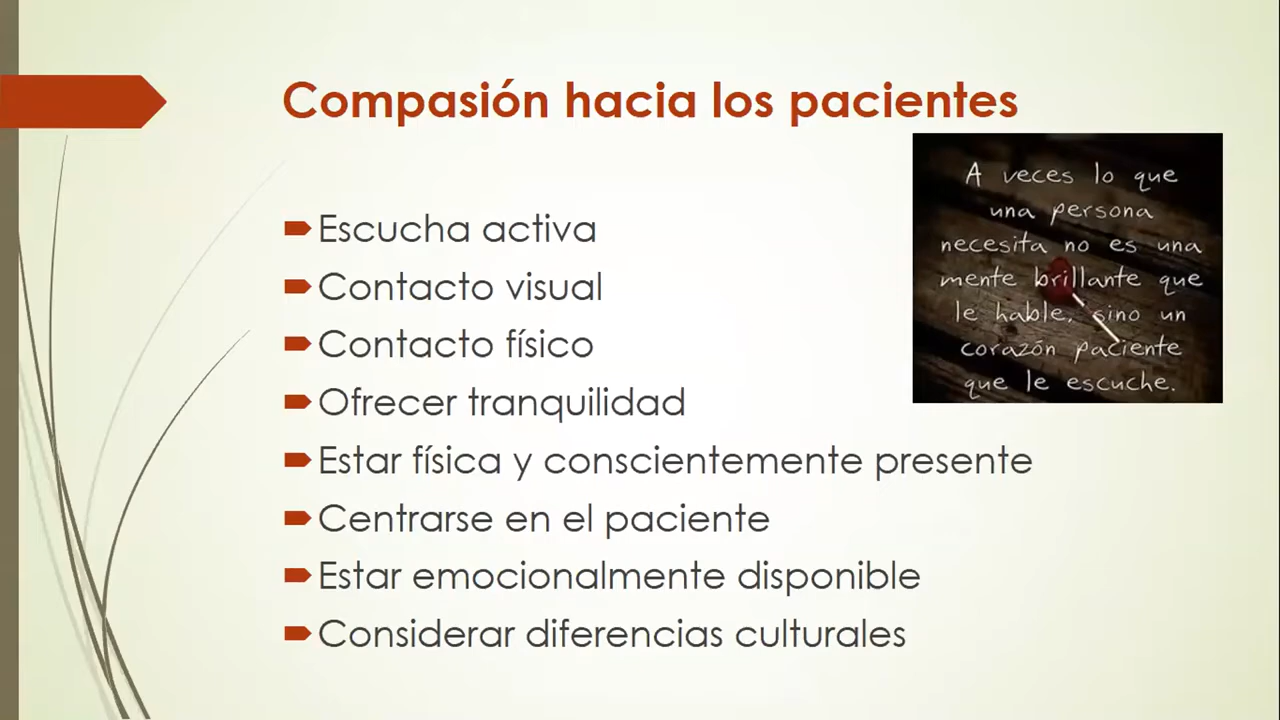 Compasión hacia los pacientes
Escucha activa
Contacto visual
Contacto físico
Ofrecer tranquilidad
Estar física y conscientemente presente
Centrarse en el paciente
Estar emocionalmente disponible
Considerar diferencias culturales
A veces lo que
una persona
necesita no es una
mente brillante que
le hable, sino un
corazón paciente
que le escuche.